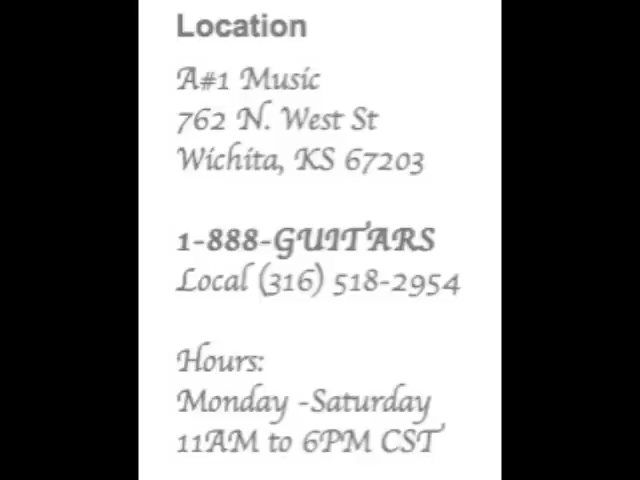 Location
A#1 Music
762 N. West St
Wichita, KS 67203
1-888-GUITARS
Local (316) 518-2954
Hours:
Monday -Saturday
11AM to 6PM CST